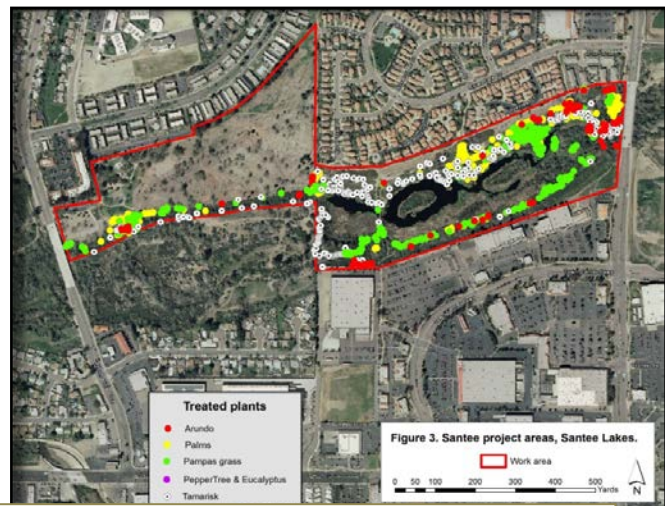 Treated plants
Arundo
Palms
Pampas grass
PepperTree & Eucalyptus
Tamarisk
Figure 3. Santee project areas, Santee Lakes.
Work area
0 50 100 200 300 400 500
Yards
N